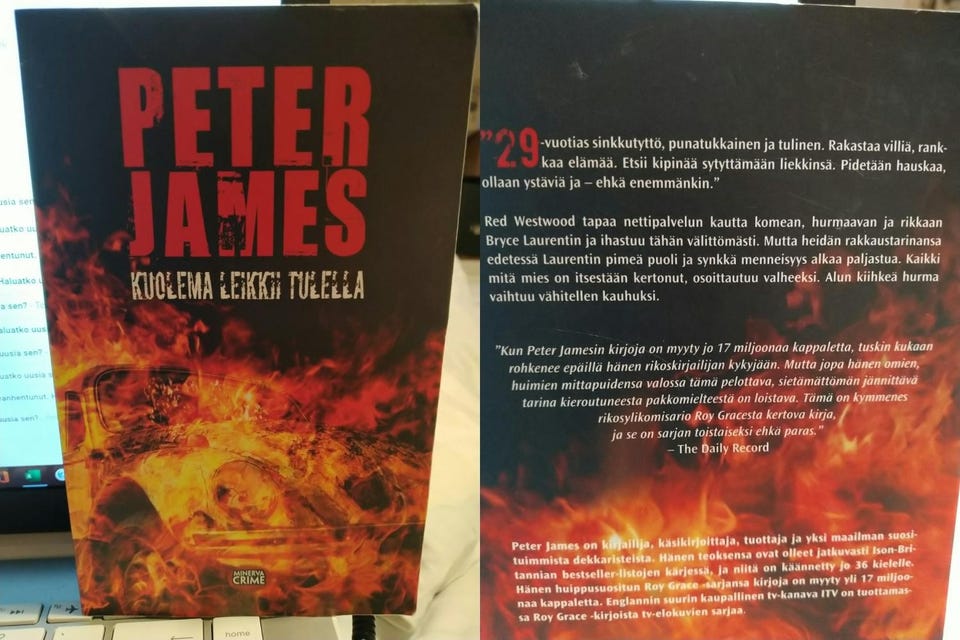 PETER
JAMES
KUOLEMA LEIKKII TULELLA
MINERVA
CRIME
home
"29-vuotias sinkkutyttö, punatukkainen ja tulinen. Rakastaa villiä, rank-
kaa elämää. Etsii kipinää sytyttämään liekkinsä. Pidetään hauskaa,
ollaan ystäviä ja – ehkä enemmänkin."
Red Westwood tapaa nettipalvelun kautta komean, hurmaavan ja rikkaan
Bryce Laurentin ja ihastuu tähän välittömästi. Mutta heidän rakkaustarinansa
edetessä Laurentin pimeä puoli ja synkkä menneisyys alkaa paljastua. Kaikki
mitä mies on itsestään kertonut, osoittautuu valheeksi. Alun kiihkeä hurma
vaihtuu vähitellen kauhuksi.
"Kun Peter Jamesin kirjoja on myyty jo 17 miljoonaa kappaletta, tuskin kukaan
rohkenee epäillä hänen rikoskirjailijan kykyjään. Mutta jopa hänen omien,
huimien mittapuidensa valossa tämä pelottava, sietämättömän jännittävä
tarina kieroutuneesta pakkomielteestä on loistava. Tämä on kymmenes
rikosylikomisario Roy Gracesta kertova kirja,
ja se on sarjan toistaiseksi ehkä paras."
– The Daily Record
Peter James on kirjailija, käsikirjoittaja, tuottaja ja yksi maailman suosi-
tuimmista dekkaristeista. Hänen teoksensa ovat olleet jatkuvasti Ison-Bri-
tannian bestseller-listojen kärjessä, ja niitä on käännetty jo 36 kielelle.
Hänen huippusuositun Roy Grace -sarjansa kirjoja on myyty yli 17 miljoo-
naa kappaletta. Englannin suurin kaupallinen tv-kanava ITV on tuottamas-
sa Roy Grace -kirjoista tv-elokuvien sarjaa.